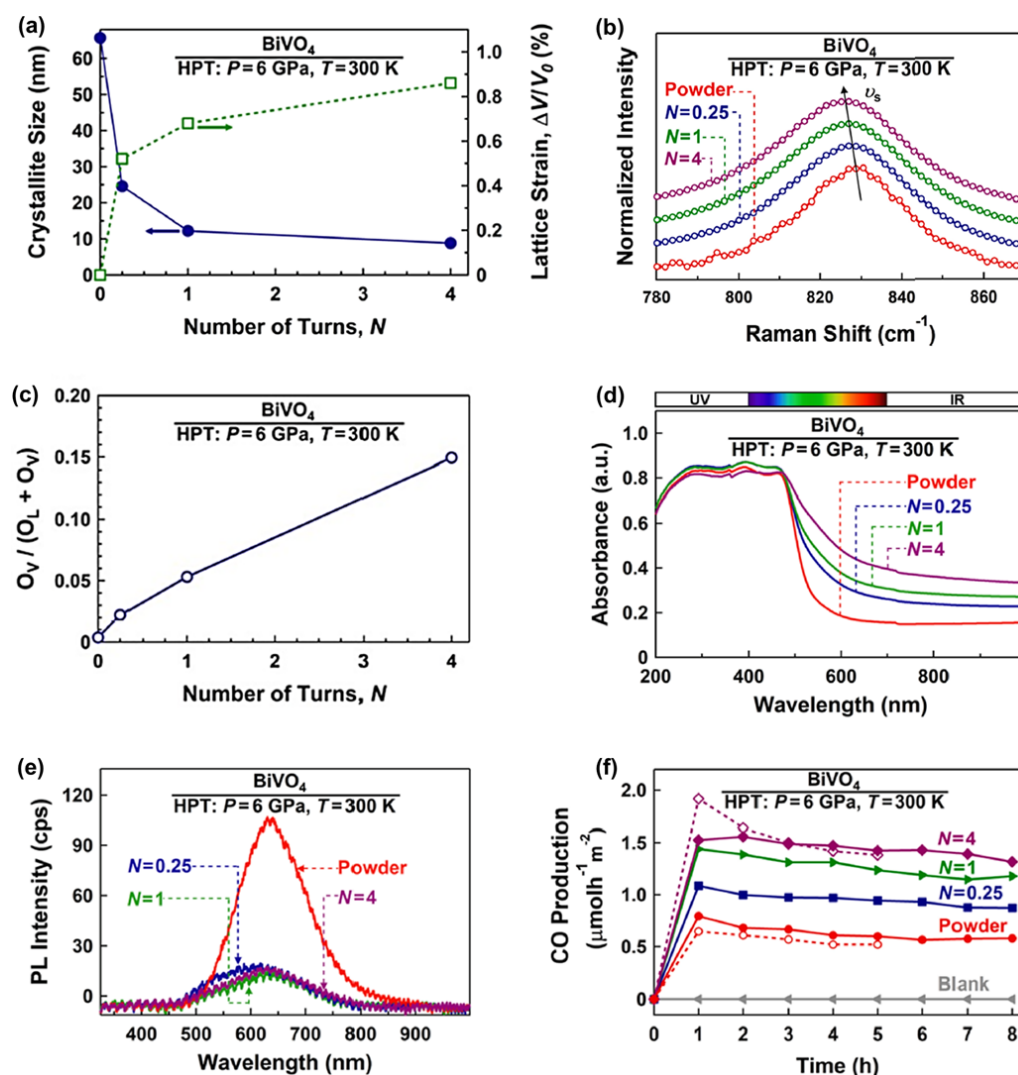 (a)
BiVO4
HPT: P = 6 GPa, T = 300 K
Crystallite Size (nm)
60
50
40
30
20
10
0
Lattice Strain, ΔV/V0 (%)
1.0
0.8
0.6
0.4
0.2
0
0 1 2 3 4
Number of Turns, N
(b)
BiVO4
HPT: P = 6 GPa, T = 300 K
Powder
N = 0.25
N = 1
N = 4
υs
Normalized Intensity
780 800 820 840 860
Raman Shift (cm⁻¹)
(c)
BiVO4
HPT: P = 6 GPa, T = 300 K
OV / (OL + OV)
0.20
0.15
0.10
0.05
0
0 1 2 3 4
Number of Turns, N
(d)
UV IR
BiVO4
HPT: P = 6 GPa, T = 300 K
Powder
N = 0.25
N = 1
N = 4
Absorbance (a.u.)
1.0
0.8
0.6
0.4
0.2
0
200 400 600 800
Wavelength (nm)
(e)
BiVO4
HPT: P = 6 GPa, T = 300 K
N = 0.25
N = 1
Powder
N = 4
PL Intensity (cps)
120
90
60
30
0
400 500 600 700 800 900
Wavelength (nm)
(f)
BiVO4
HPT: P = 6 GPa, T = 300 K
N = 4
N = 1
N = 0.25
Powder
Blank
CO Production
(µmolh⁻¹ m⁻²)
2.0
1.5
1.0
0.5
0
0 1 2 3 4 5 6 7 8
Time (h)